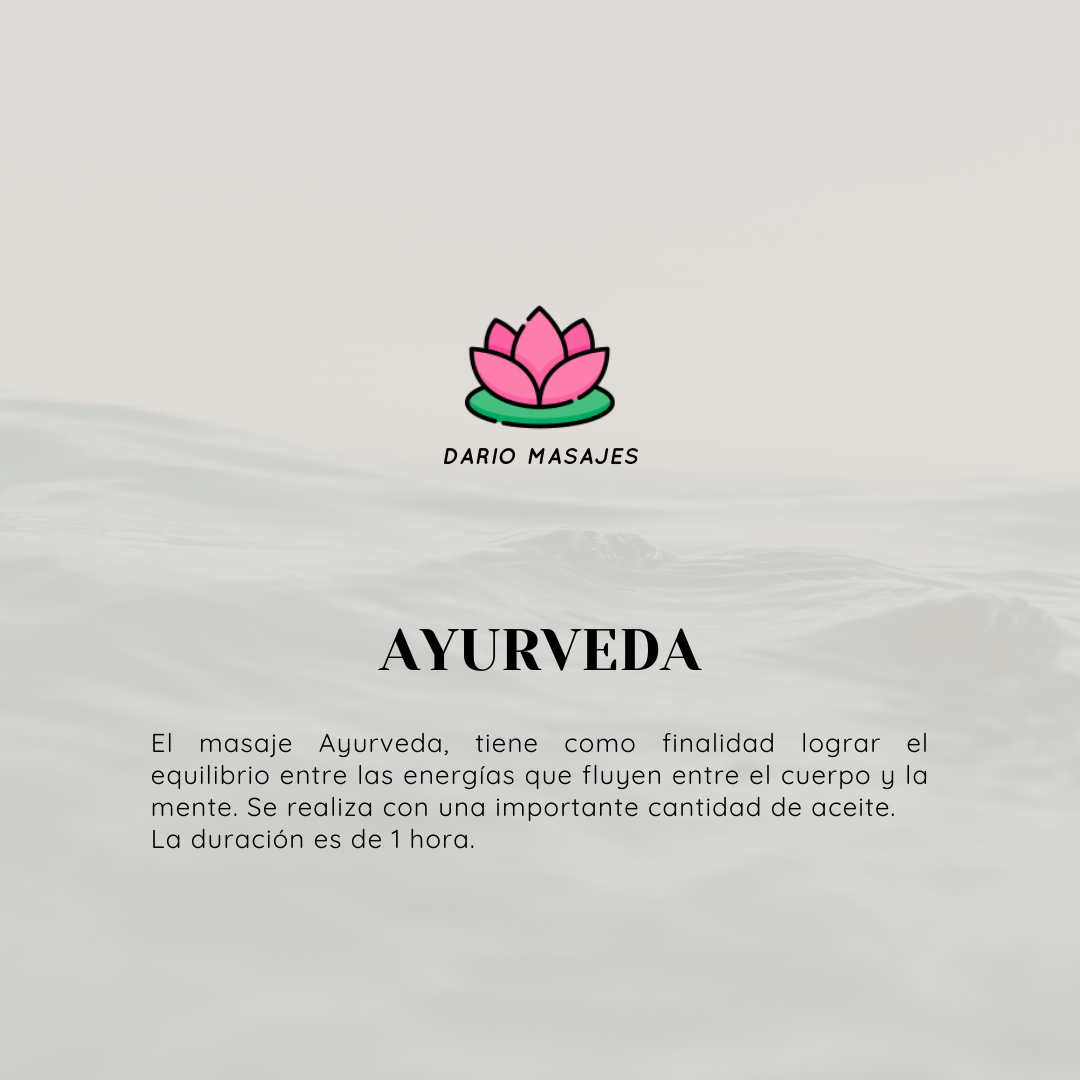 DARIO MASAJES
AYURVEDA
El masaje Ayurveda, tiene como finalidad lograr el
equilibrio entre las energías que fluyen entre el cuerpo y la
mente. Se realiza con una importante cantidad de aceite.
La duración es de 1 hora.